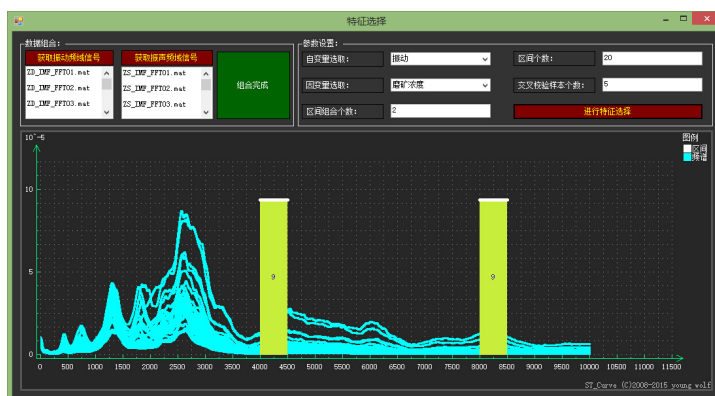 特征选择
数据组合：
获取振动频域信号
获取振声频域信号
ZD_IMF_FFT01.mat
ZD_IMF_FFT02.mat
ZD_IMF_FFT03.mat
ZS_IMF_FFT01.mat
ZS_IMF_FFT02.mat
ZS_IMF_FFT03.mat
组合完成
参数设置：
自变量选取：
振动
区间个数：
20
因变量选取：
磨矿浓度
交叉校验样本个数：
5
区间组合个数：
2
进行特征选择
10^-5
图例
区间
频谱
10
5
0
9
9
0 500 1000 1500 2000 2500 3000 3500 4000 4500 5000 5500 6000 6500 7000 7500 8000 8500 9000 9500 10000 10500 11000 11500
ST_Curve (C)2008-2015 young wolf